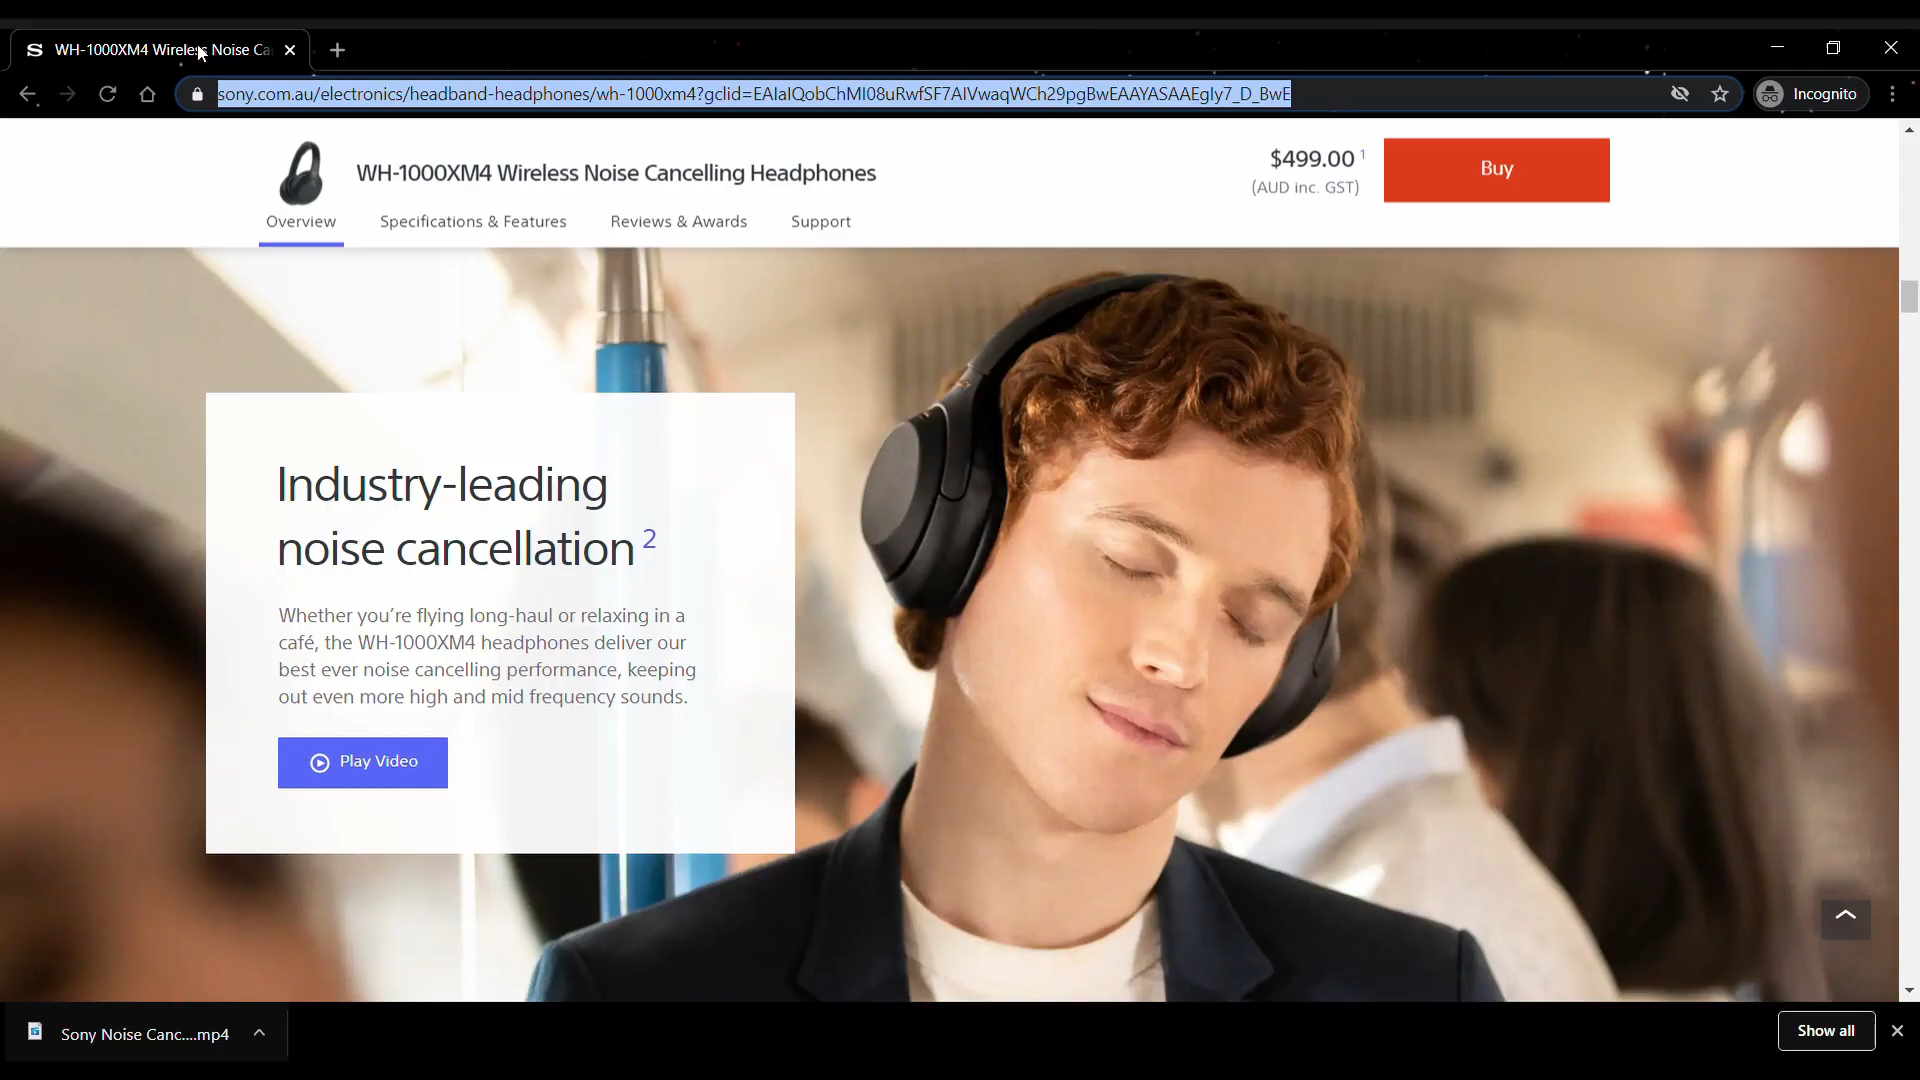 WH-1000XM4 Wireless Noise Ca
sony.com.au/electronics/headband-headphones/wh-1000xm4?gclid=EAIaIQobChMI08uRwfSF7AIVwaqWCh29pgBwEAAYASAAEgIy7_D_BwE
Incognito
WH-1000XM4 Wireless Noise Cancelling Headphones
$499.00 1
(AUD inc. GST)
Buy
Overview
Specifications & Features
Reviews & Awards
Support
Industry-leading
noise cancellation 2
Whether you’re flying long-haul or relaxing in a
café, the WH-1000XM4 headphones deliver our
best ever noise cancelling performance, keeping
out even more high and mid frequency sounds.
Play Video
Sony Noise Canc....mp4
Show all